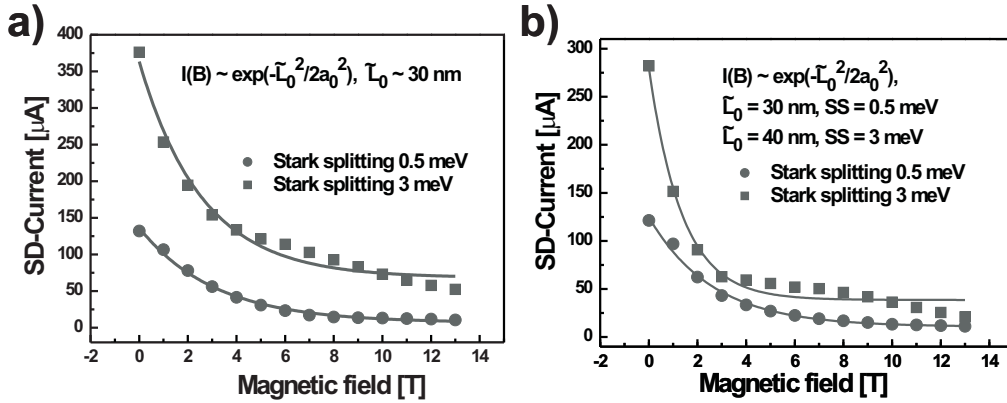 a)
400
350
300
250
200
150
100
50
0
SD-Current [μA]
I(B) ~ exp(-L̃₀²/2a₀²), L̃₀ ~ 30 nm
Stark splitting 0.5 meV
Stark splitting 3 meV
-2 0 2 4 6 8 10 12 14
Magnetic field [T]
b)
300
250
200
150
100
50
0
SD-Current [μA]
I(B) ~ exp(-L̃₀²/2a₀²),
L̃₀ = 30 nm, SS = 0.5 meV
L̃₀ = 40 nm, SS = 3 meV
Stark splitting 0.5 meV
Stark splitting 3 meV
-2 0 2 4 6 8 10 12 14
Magnetic field [T]